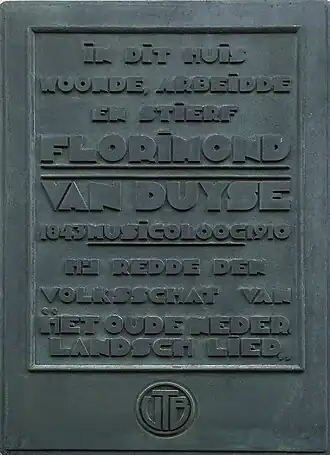 IN DIT HUIS
WOONDE, ARBEIDDE
EN STIERF
FLORIMOND
VAN DUYSE
1843 MUSICOLOOG 1910
HIJ REDDE DEN
VOLKSSCHAT VAN
„HET OUDE NEDER
LANDSCH LIED„
VTB